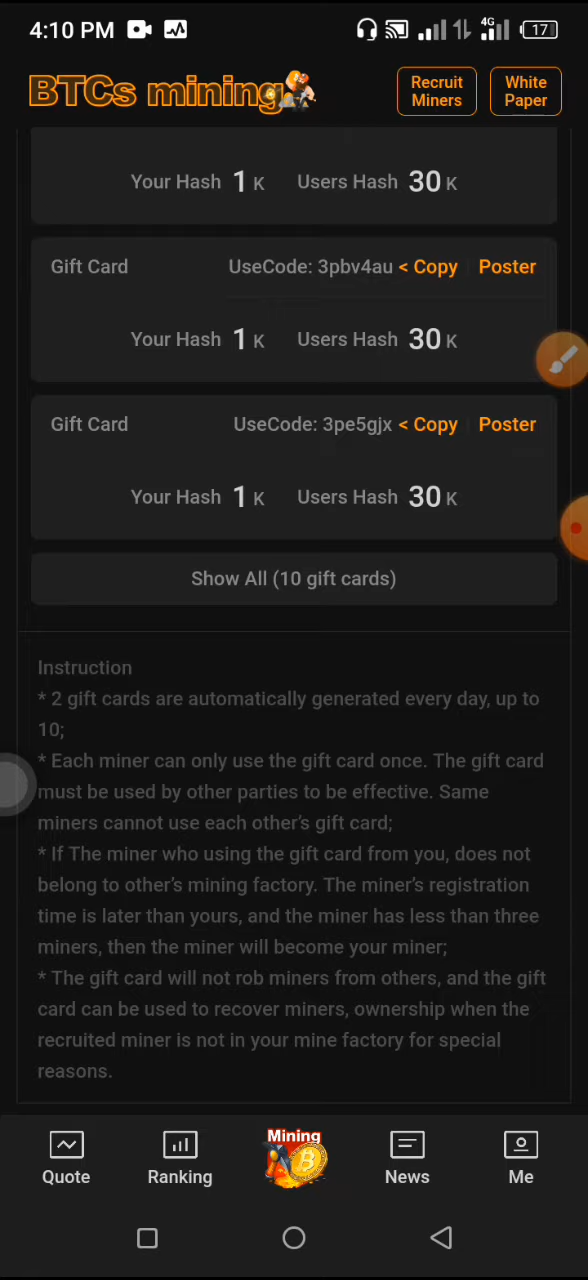 4:10 PM 4G 17
BTCs mining Recruit Miners White Paper
Your Hash 1 K Users Hash 30 K
Gift Card UseCode: 3pbv4au < Copy Poster
Your Hash 1 K Users Hash 30 K
Gift Card UseCode: 3pe5gjx < Copy Poster
Your Hash 1 K Users Hash 30 K
Show All (10 gift cards)
Instruction
* 2 gift cards are automatically generated every day, up to
10;
* Each miner can only use the gift card once. The gift card
must be used by other parties to be effective. Same
miners cannot use each other's gift card;
* If The miner who using the gift card from you, does not
belong to other's mining factory. The miner's registration
time is later than yours, and the miner has less than three
miners, then the miner will become your miner;
* The gift card will not rob miners from others, and the gift
card can be used to recover miners, ownership when the
recruited miner is not in your mine factory for special
reasons.
Mining
Quote Ranking News Me